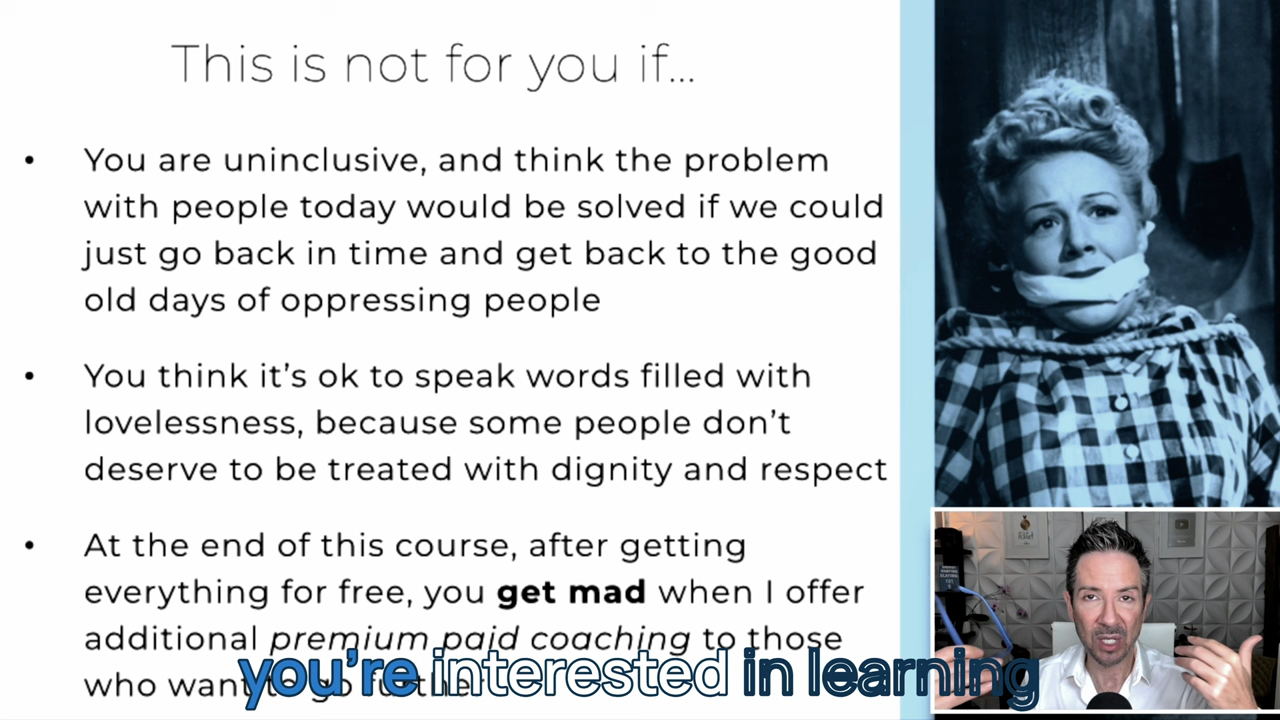 This is not for you if...
• You are uninclusive, and think the problem
with people today would be solved if we could
just go back in time and get back to the good
old days of oppressing people
• You think it's ok to speak words filled with
lovelessness, because some people don't
deserve to be treated with dignity and respect
• At the end of this course, after getting
everything for free, you get mad when I offer
additional premium paid coaching to those
who want to go further
you're interested in learning